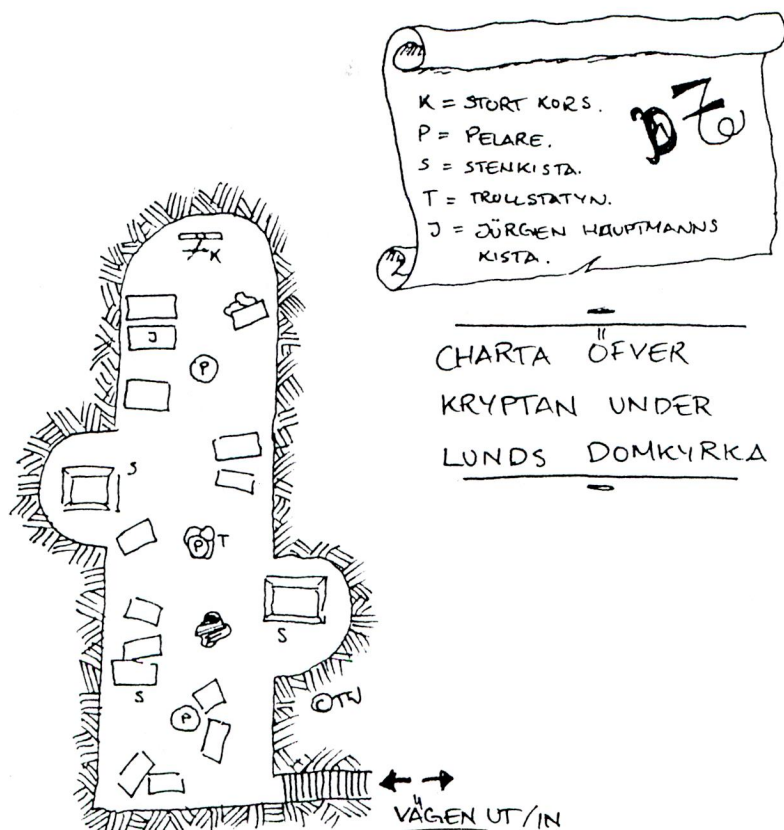 K = STORT KORS.
P = PELARE.
S = STENKISTA.
T = TROLLSTATYN.
J = JÜRGEN HAUPTMANNS
KISTA.
CHARTA ÖFVER
KRYPTAN UNDER
LUNDS DOMKYRKA
K
J
P
S
P T
S
S
P
VÄGEN UT/IN